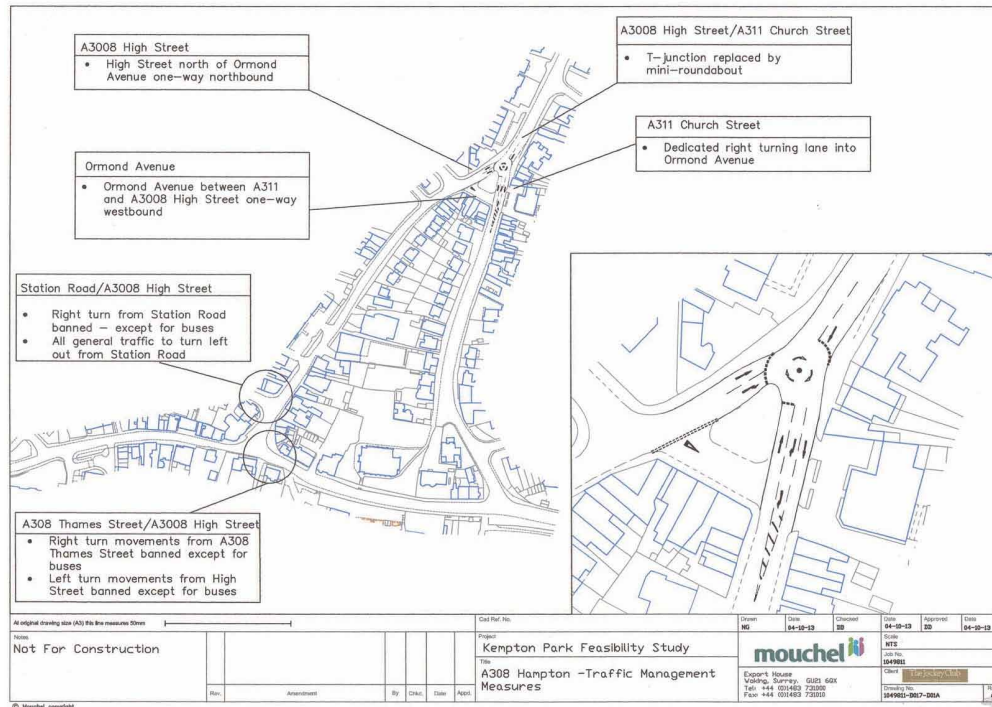 A3008 High Street
• High Street north of Ormond
Avenue one-way northbound
A3008 High Street/A311 Church Street
• T-junction replaced by
mini-roundabout
A311 Church Street
• Dedicated right turning lane into
Ormond Avenue
Ormond Avenue
• Ormond Avenue between A311
and A3008 High Street one-way
westbound
Station Road/A3008 High Street
• Right turn from Station Road
banned – except for buses
• All general traffic to turn left
out from Station Road
A308 Thames Street/A3008 High Street
• Right turn movements from A308
Thames Street banned except for
buses
• Left turn movements from High
Street banned except for buses
At original drawing size (A3) this line measures 50mm
Notes
Not For Construction
Rev. Amendment By Chkd. Date Appd.
Cad Ref. No.
Project
Kempton Park Feasibility Study
Title
A308 Hampton -Traffic Management
Measures
Drawn Date Checked Date Approved Date
NG 04-10-13 DD 04-10-13 DD 04-10-13
mouchel
Export House
Woking, Surrey. GU21 6QX
Tel: +44 (0)1483 731000
Fax: +44 (0)1483 731010
Scale
NTS
Job No.
1049811
Client
The Jockey Club
Drawing No.
1049811-D017-D01A
© Mouchel copyright